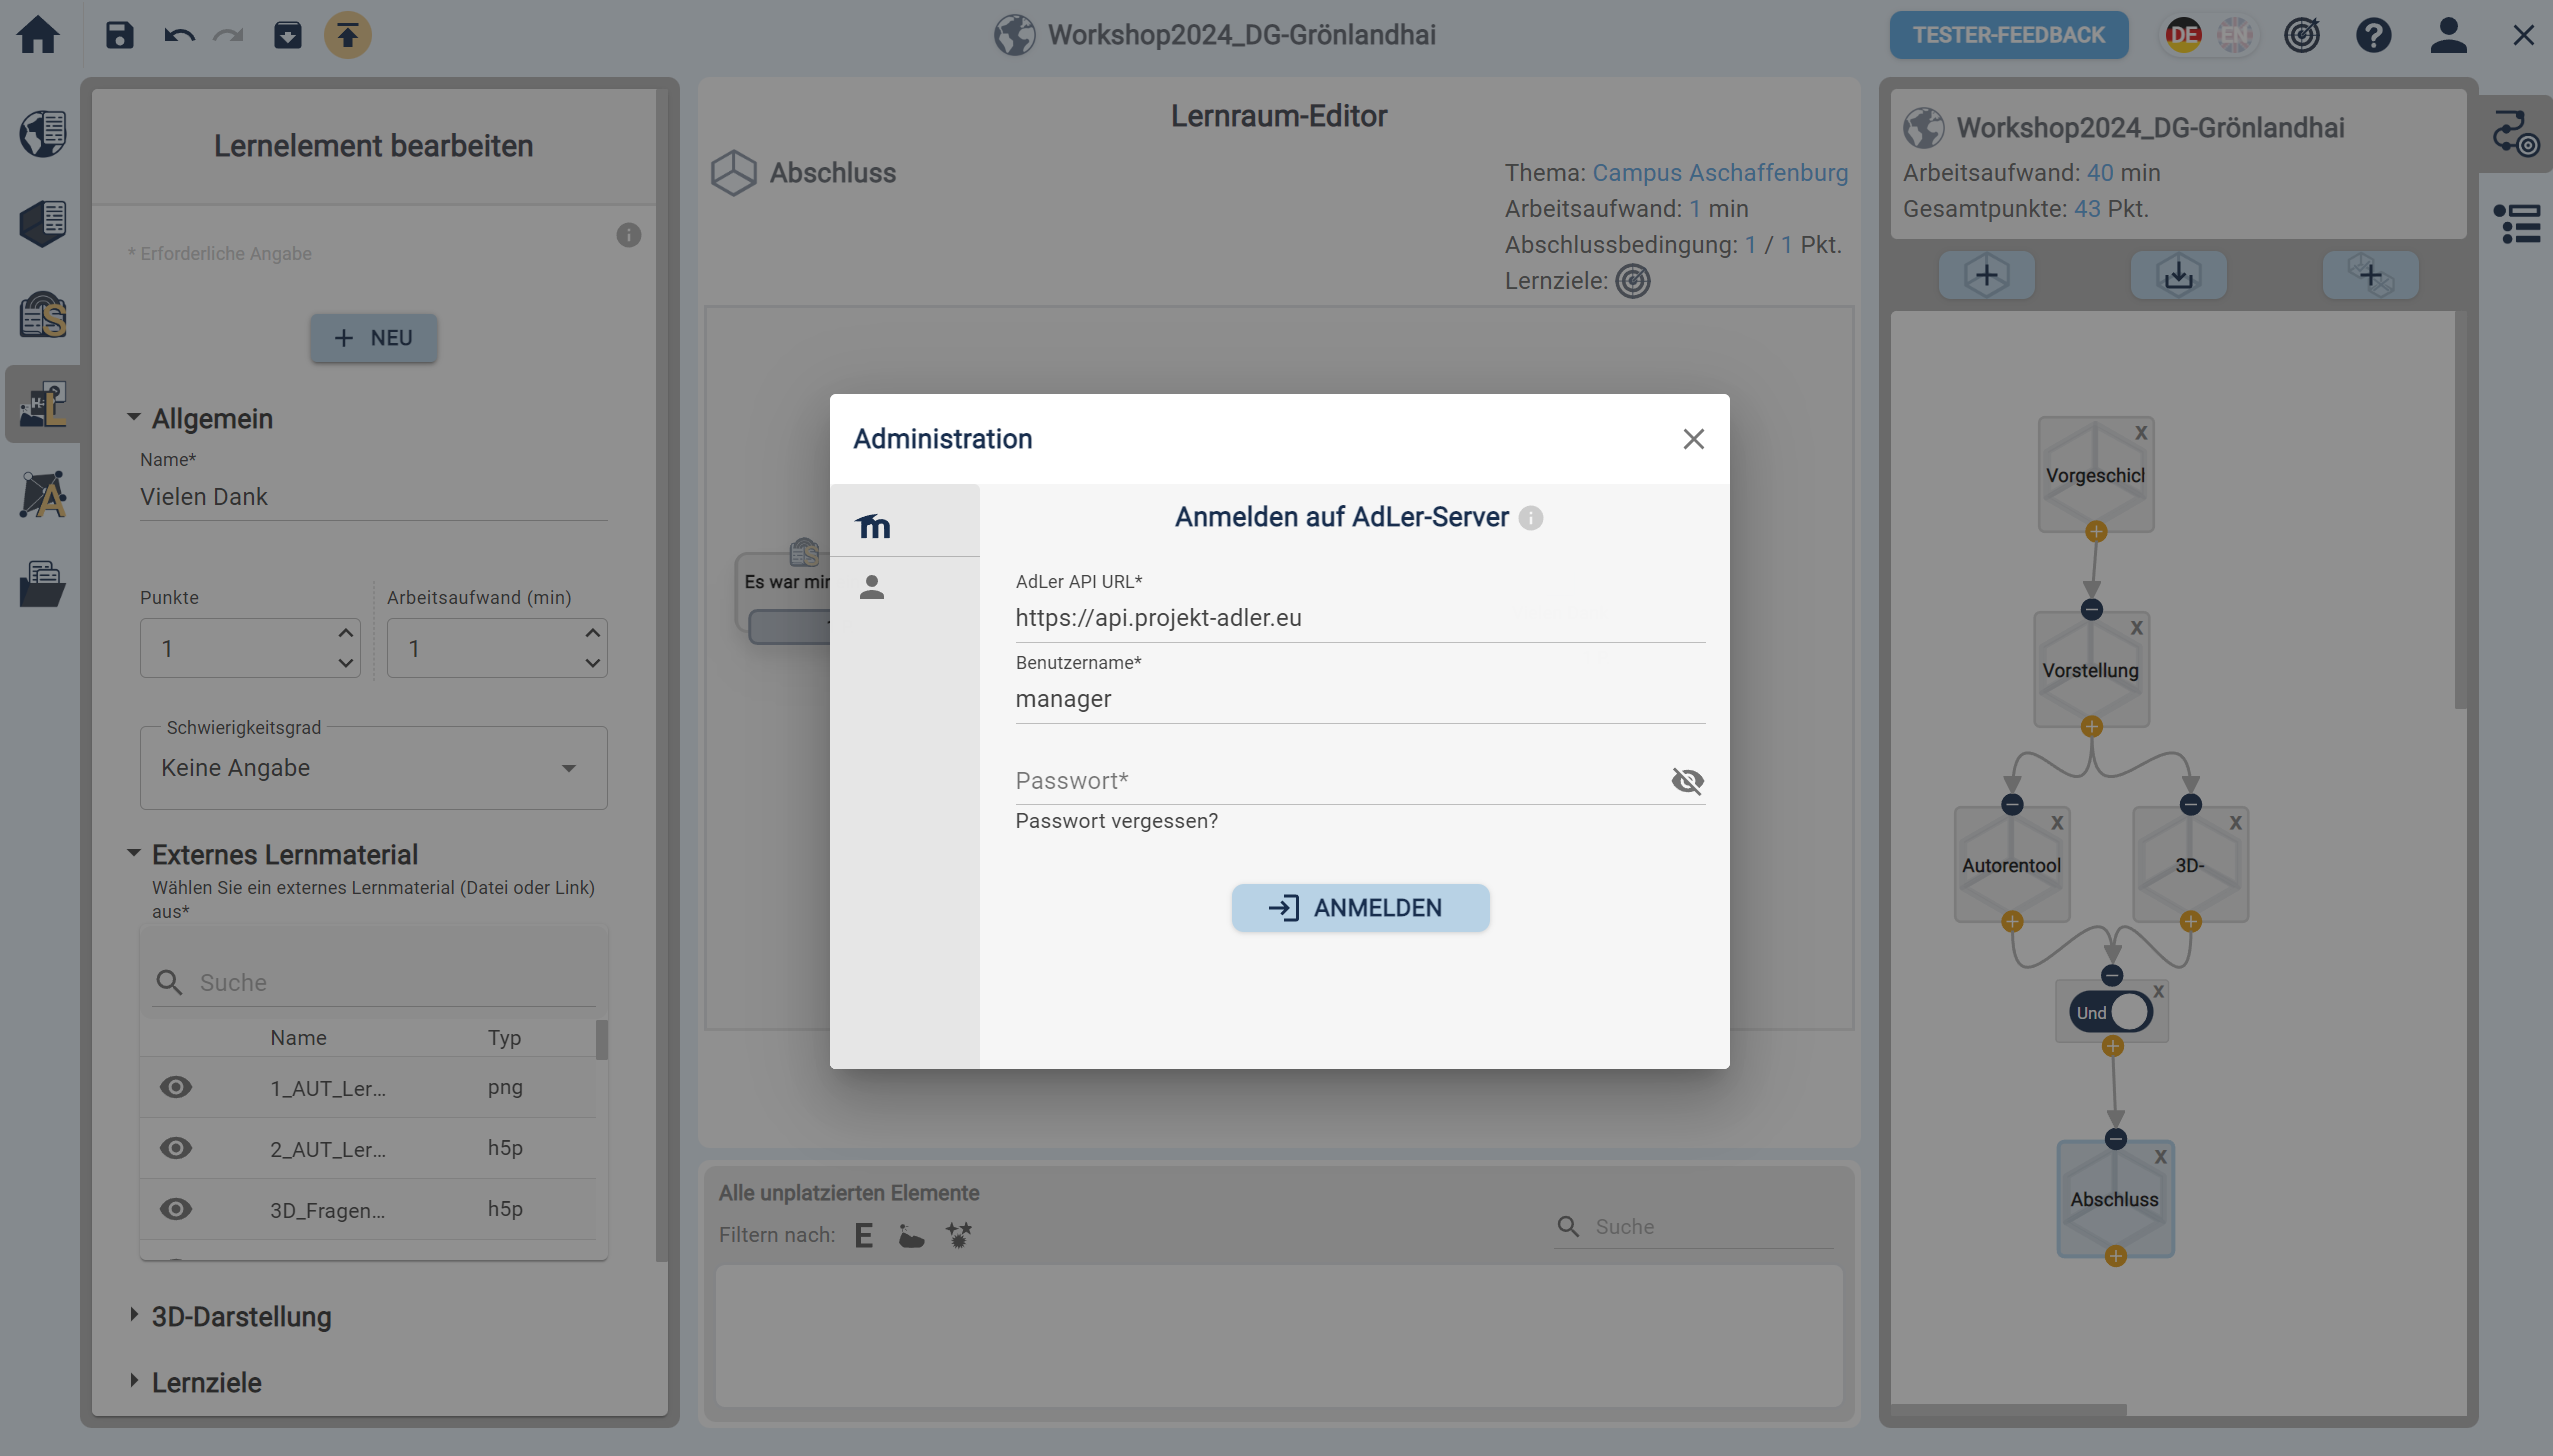 Workshop2024_DG-Grönlandhai
TESTER-FEEDBACK
DE
EN
Lernelement bearbeiten
* Erforderliche Angabe
NEU
Allgemein
Name*
Vielen Dank
Punkte
Arbeitsaufwand (min)
1
1
Schwierigkeitsgrad
Keine Angabe
Externes Lernmaterial
Wählen Sie ein externes Lernmaterial (Datei oder Link)
aus*
Suche
Name
Typ
1_AUT_Ler...
png
2_AUT_Ler...
h5p
3D_Fragen...
h5p
3D-Darstellung
Lernziele
Lernraum-Editor
Abschluss
Thema: Campus Aschaffenburg
Arbeitsaufwand: 1 min
Abschlussbedingung: 1 / 1 Pkt.
Lernziele:
Es war mir
Administration
Anmelden auf AdLer-Server
AdLer API URL*
https://api.projekt-adler.eu
Benutzername*
manager
Passwort*
Passwort vergessen?
ANMELDEN
Alle unplatzierten Elemente
Filtern nach:
E
Suche
Workshop2024_DG-Grönlandhai
Arbeitsaufwand: 40 min
Gesamtpunkte: 43 Pkt.
X
Vorgeschicl
X
Vorstellung
X
Autorentool
X
3D-
X
Und
X
Abschluss